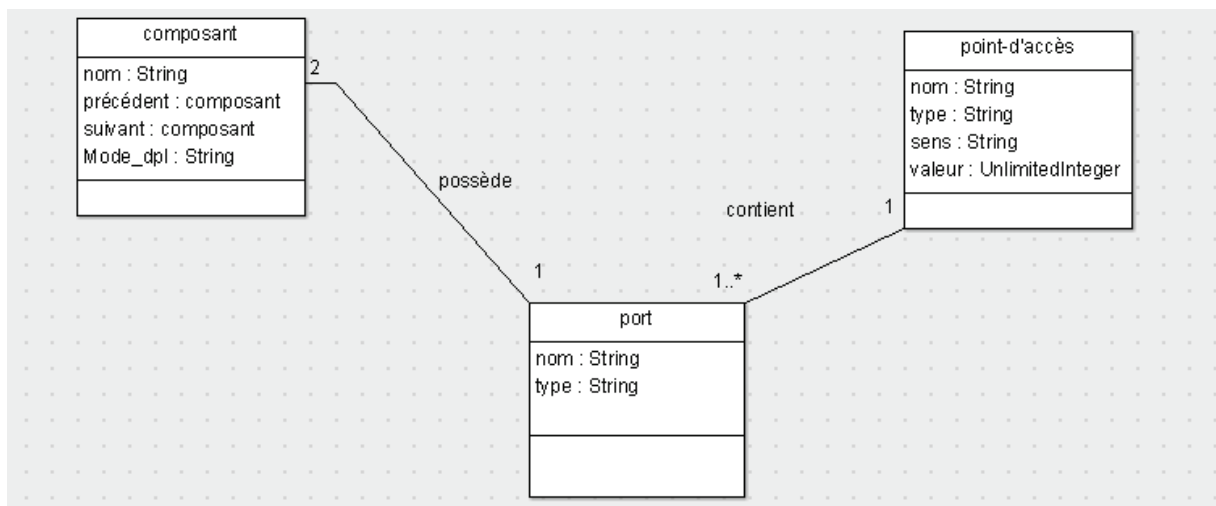 composant
nom : String
précédent : composant
suivant : composant
Mode_dpl : String
2
possède
1
point-d'accès
nom : String
type : String
sens : String
valeur : UnlimitedInteger
contient
1
1..*
port
nom : String
type : String